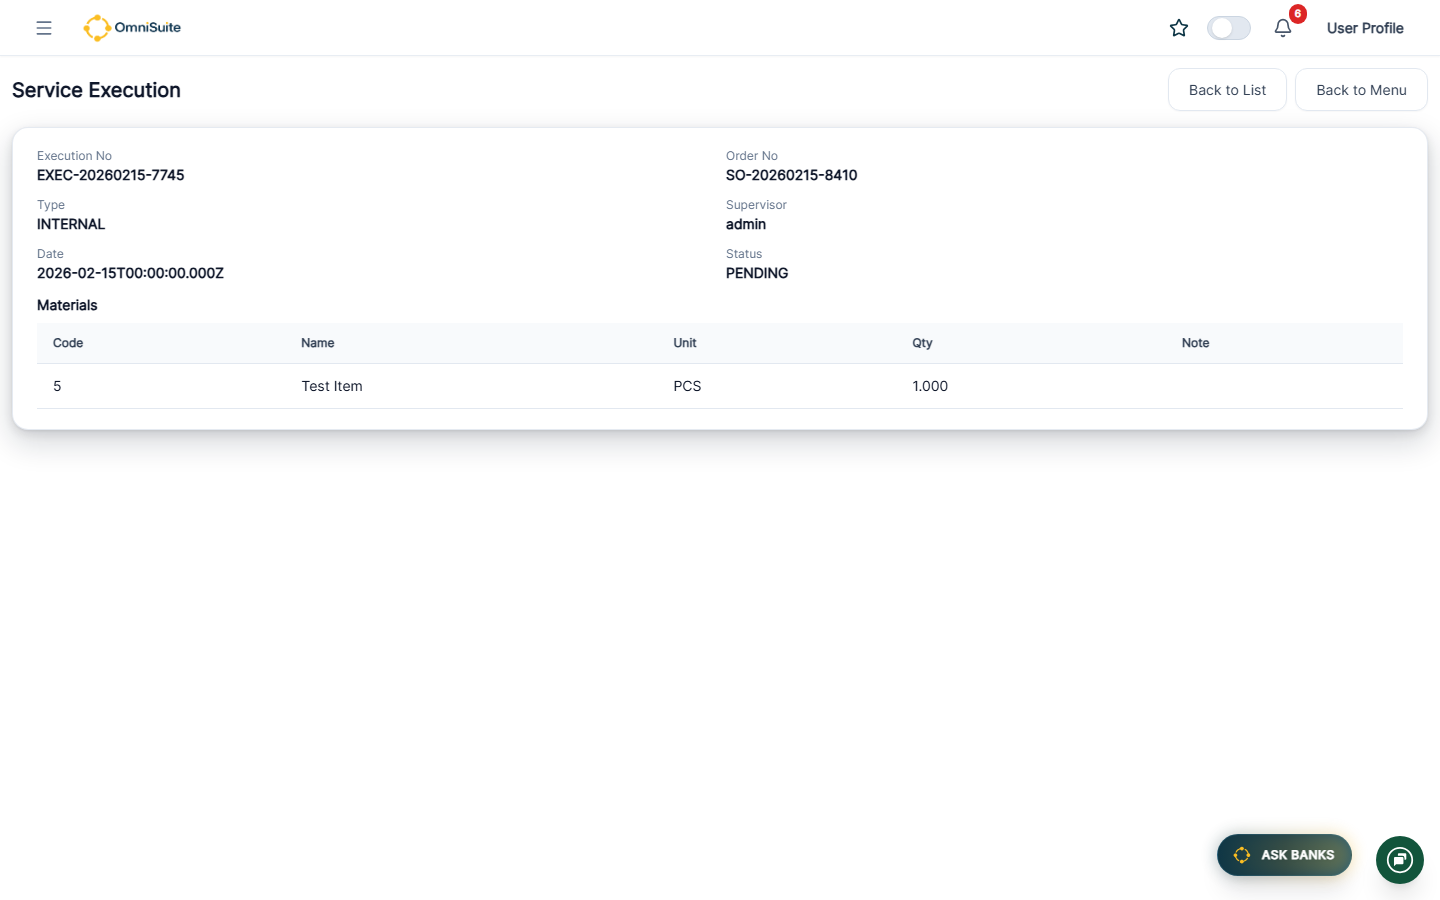 OmniSuite
6
User Profile
Service Execution
Back to List
Back to Menu
Execution No
EXEC-20260215-7745
Order No
SO-20260215-8410
Type
INTERNAL
Supervisor
admin
Date
2026-02-15T00:00:00.000Z
Status
PENDING
Materials
Code Name Unit Qty Note
5 Test Item PCS 1.000
ASK BANKS